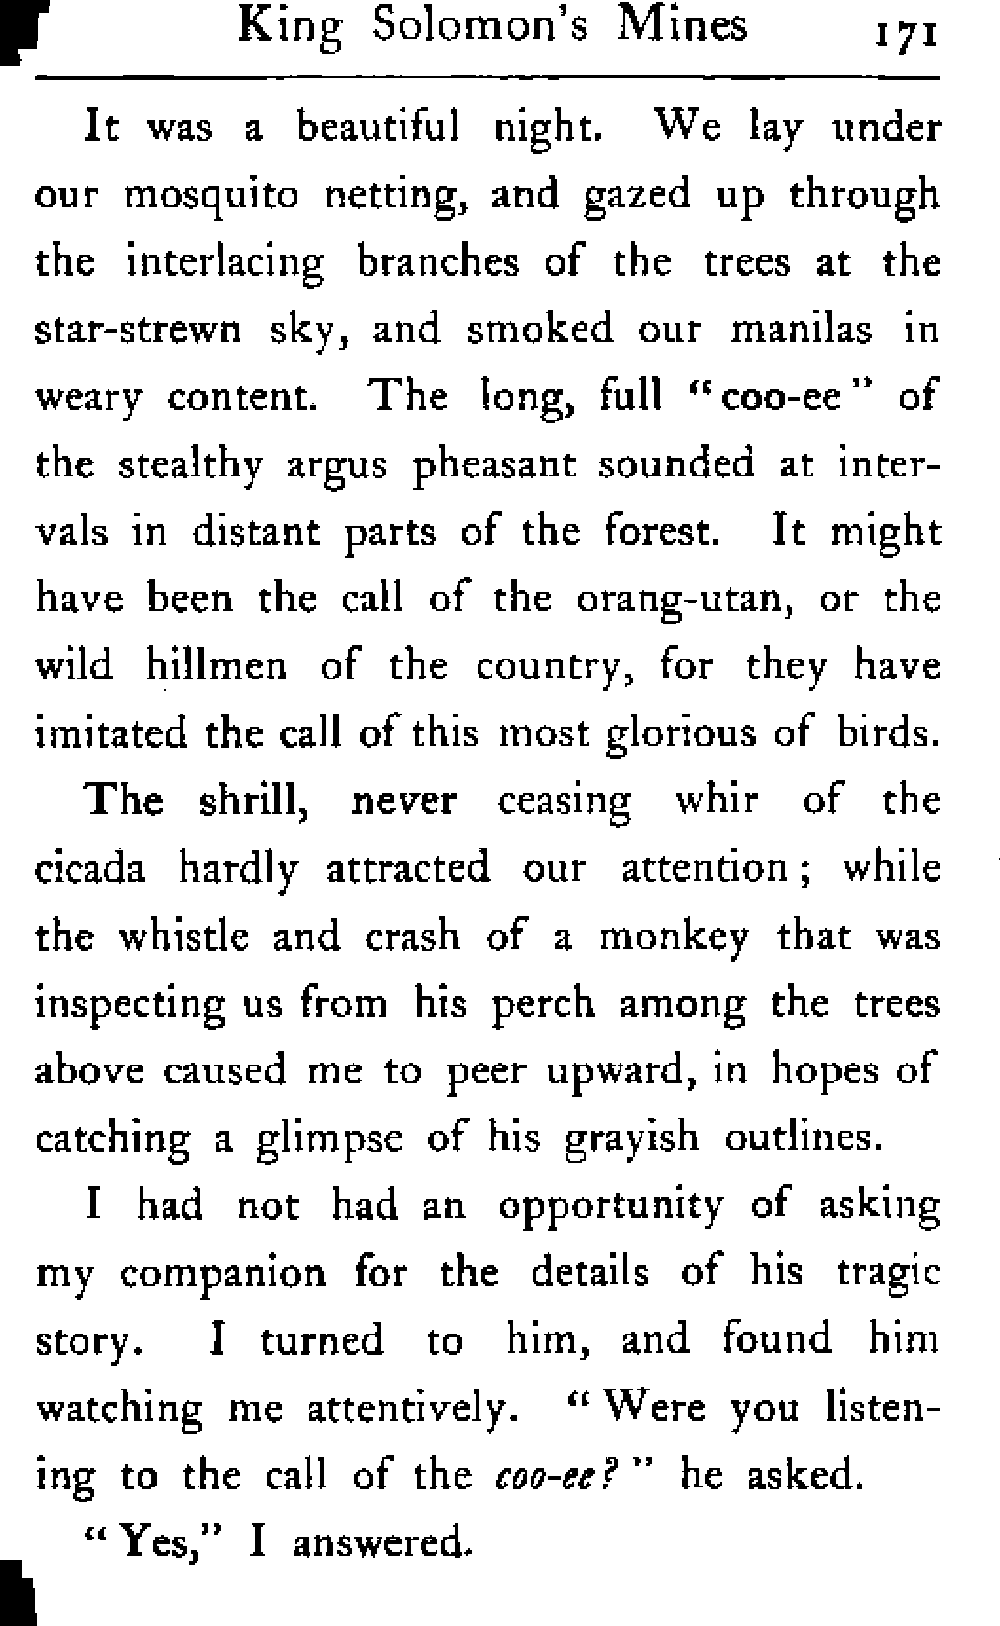 King Solomon's Mines 171
It was a beautiful night. We lay under
our mosquito netting, and gazed up through
the interlacing branches of the trees at the
star-strewn sky, and smoked our manilas in
weary content. The long, full “coo-ee” of
the stealthy argus pheasant sounded at inter-
vals in distant parts of the forest. It might
have been the call of the orang-utan, or the
wild hillmen of the country, for they have
imitated the call of this most glorious of birds.
The shrill, never ceasing whir of the
cicada hardly attracted our attention; while
the whistle and crash of a monkey that was
inspecting us from his perch among the trees
above caused me to peer upward, in hopes of
catching a glimpse of his grayish outlines.
I had not had an opportunity of asking
my companion for the details of his tragic
story. I turned to him, and found him
watching me attentively. “Were you listen-
ing to the call of the coo-ee?” he asked.
“Yes,” I answered.